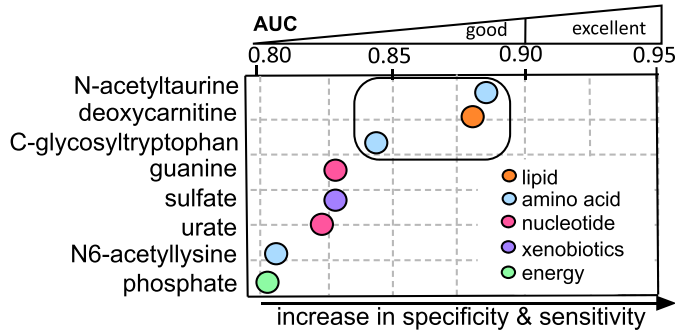 AUC
good
excellent
0.80
0.85
0.90
0.95
N-acetyltaurine
deoxycarnitine
C-glycosyltryptophan
guanine
sulfate
urate
N6-acetyllysine
phosphate
lipid
amino acid
nucleotide
xenobiotics
energy
increase in specificity & sensitivity